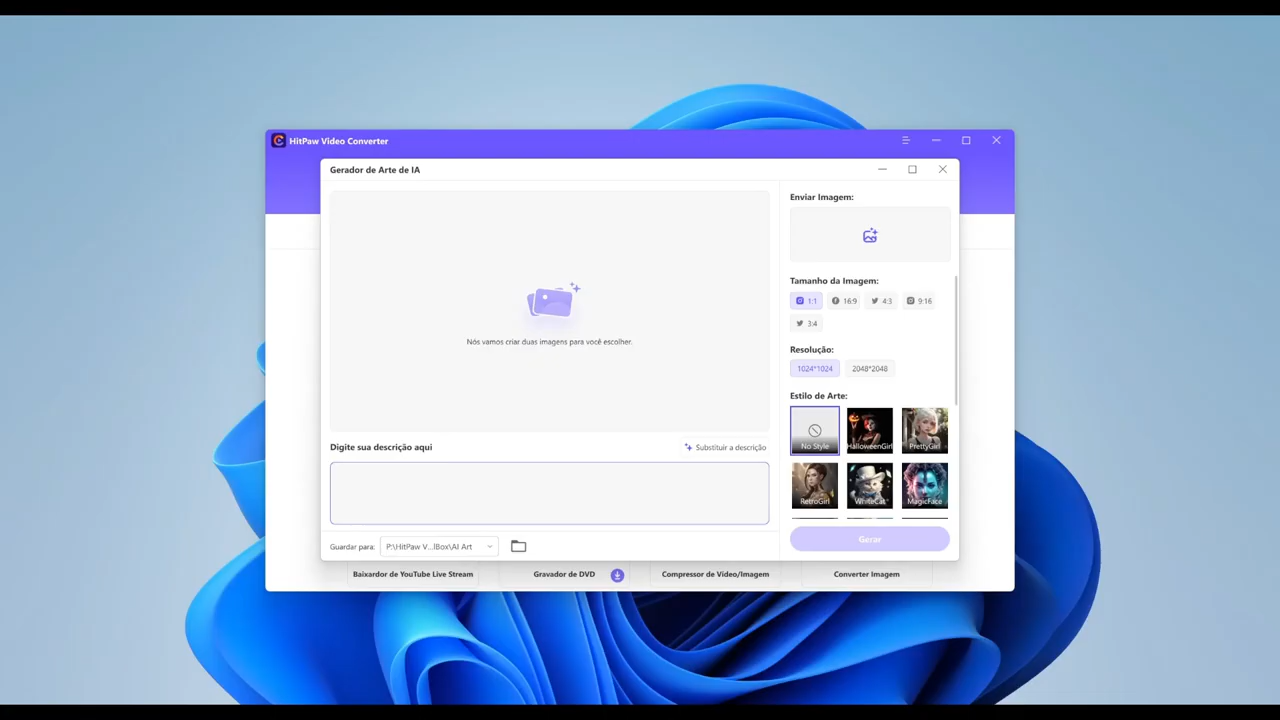 HitPaw Video Converter
Gerador de Arte de IA
Nós vamos criar duas imagens para você escolher.
Digite sua descrição aqui
Substituir a descrição
Guardar para:
P:\HitPaw V...lBox\AI Art
Enviar Imagem:
Tamanho da Imagem:
1:1
16:9
4:3
9:16
3:4
Resolução:
1024*1024
2048*2048
Estilo de Arte:
No Style
HalloweenGirl
PrettyGirl
RetroGirl
WhiteCat
MagicFace
Gerar
Baixardor de YouTube Live Stream
Gravador de DVD
Compressor de Vídeo/Imagem
Converter Imagem